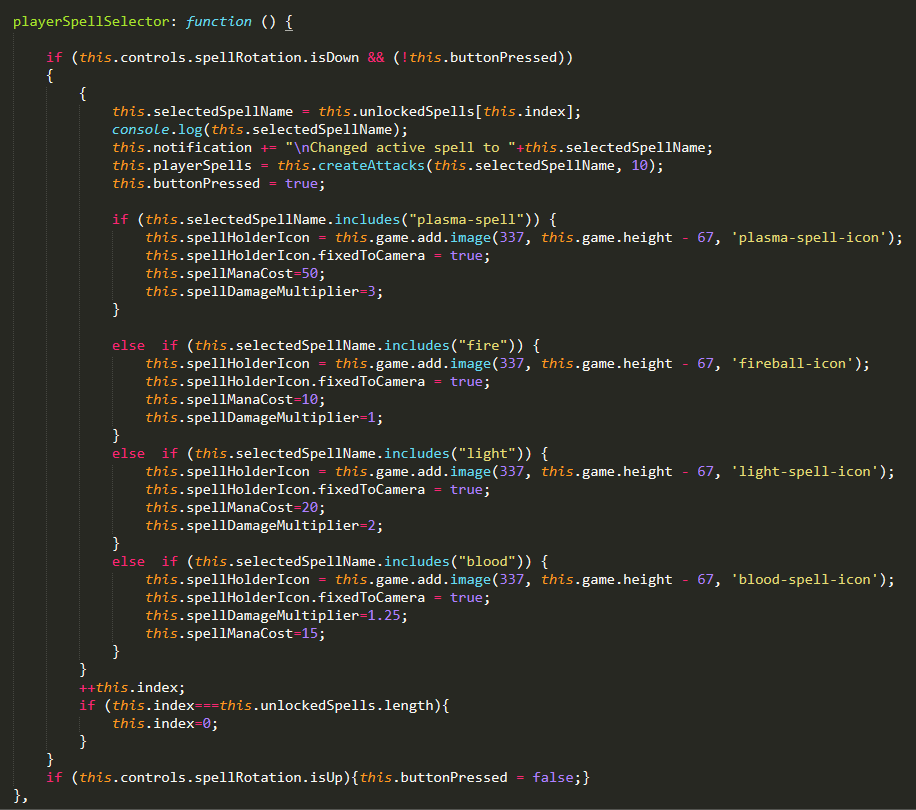 playerSpellSelector: function () {
if (this.controls.spellRotation.isDown && (!this.buttonPressed))
{
{
this.selectedSpellName = this.unlockedSpells[this.index];
console.log(this.selectedSpellName);
this.notification += "\nChanged active spell to "+this.selectedSpellName;
this.playerSpells = this.createAttacks(this.selectedSpellName, 10);
this.buttonPressed = true;
if (this.selectedSpellName.includes("plasma-spell")) {
this.spellHolderIcon = this.game.add.image(337, this.game.height - 67, 'plasma-spell-icon');
this.spellHolderIcon.fixedToCamera = true;
this.spellManaCost=50;
this.spellDamageMultiplier=3;
}
else  if (this.selectedSpellName.includes("fire")) {
this.spellHolderIcon = this.game.add.image(337, this.game.height - 67, 'fireball-icon');
this.spellHolderIcon.fixedToCamera = true;
this.spellManaCost=10;
this.spellDamageMultiplier=1;
}
else  if (this.selectedSpellName.includes("light")) {
this.spellHolderIcon = this.game.add.image(337, this.game.height - 67, 'light-spell-icon');
this.spellHolderIcon.fixedToCamera = true;
this.spellManaCost=20;
this.spellDamageMultiplier=2;
}
else  if (this.selectedSpellName.includes("blood")) {
this.spellHolderIcon = this.game.add.image(337, this.game.height - 67, 'blood-spell-icon');
this.spellHolderIcon.fixedToCamera = true;
this.spellDamageMultiplier=1.25;
this.spellManaCost=15;
}
}
++this.index;
if (this.index===this.unlockedSpells.length){
this.index=0;
}
}
if (this.controls.spellRotation.isUp){this.buttonPressed = false;}
},